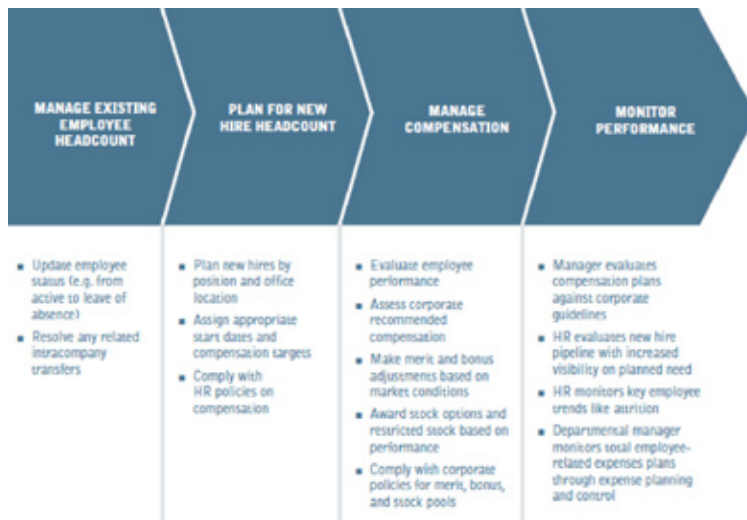 MANAGE EXISTING
EMPLOYEE
HEADCOUNT
PLAN FOR NEW
HIRE HEADCOUNT
MANAGE
COMPENSATION
MONITOR
PERFORMANCE
▪ Update employee
status (e.g. from
active to leave of
absence)
▪ Resolve any related
intracompany
transfers
▪ Plan new hires by
position and office
location
▪ Assign appropriate
start dates and
compensation targets
▪ Comply with
HR policies on
compensation
▪ Evaluate employee
performance
▪ Assess corporate
recommended
compensation
▪ Make merit and bonus
adjustments based on
market conditions
▪ Award stock options and
restricted stock based on
performance
▪ Comply with corporate
policies for merit, bonus,
and stock pools
▪ Manager evaluates
compensation plans
against corporate
guidelines
▪ HR evaluates new hire
pipeline with increased
visibility on planned need
▪ HR monitors key employee
trends like attrition
▪ Departmental manager
monitors total employee-
related expenses plans
through expense planning
and control